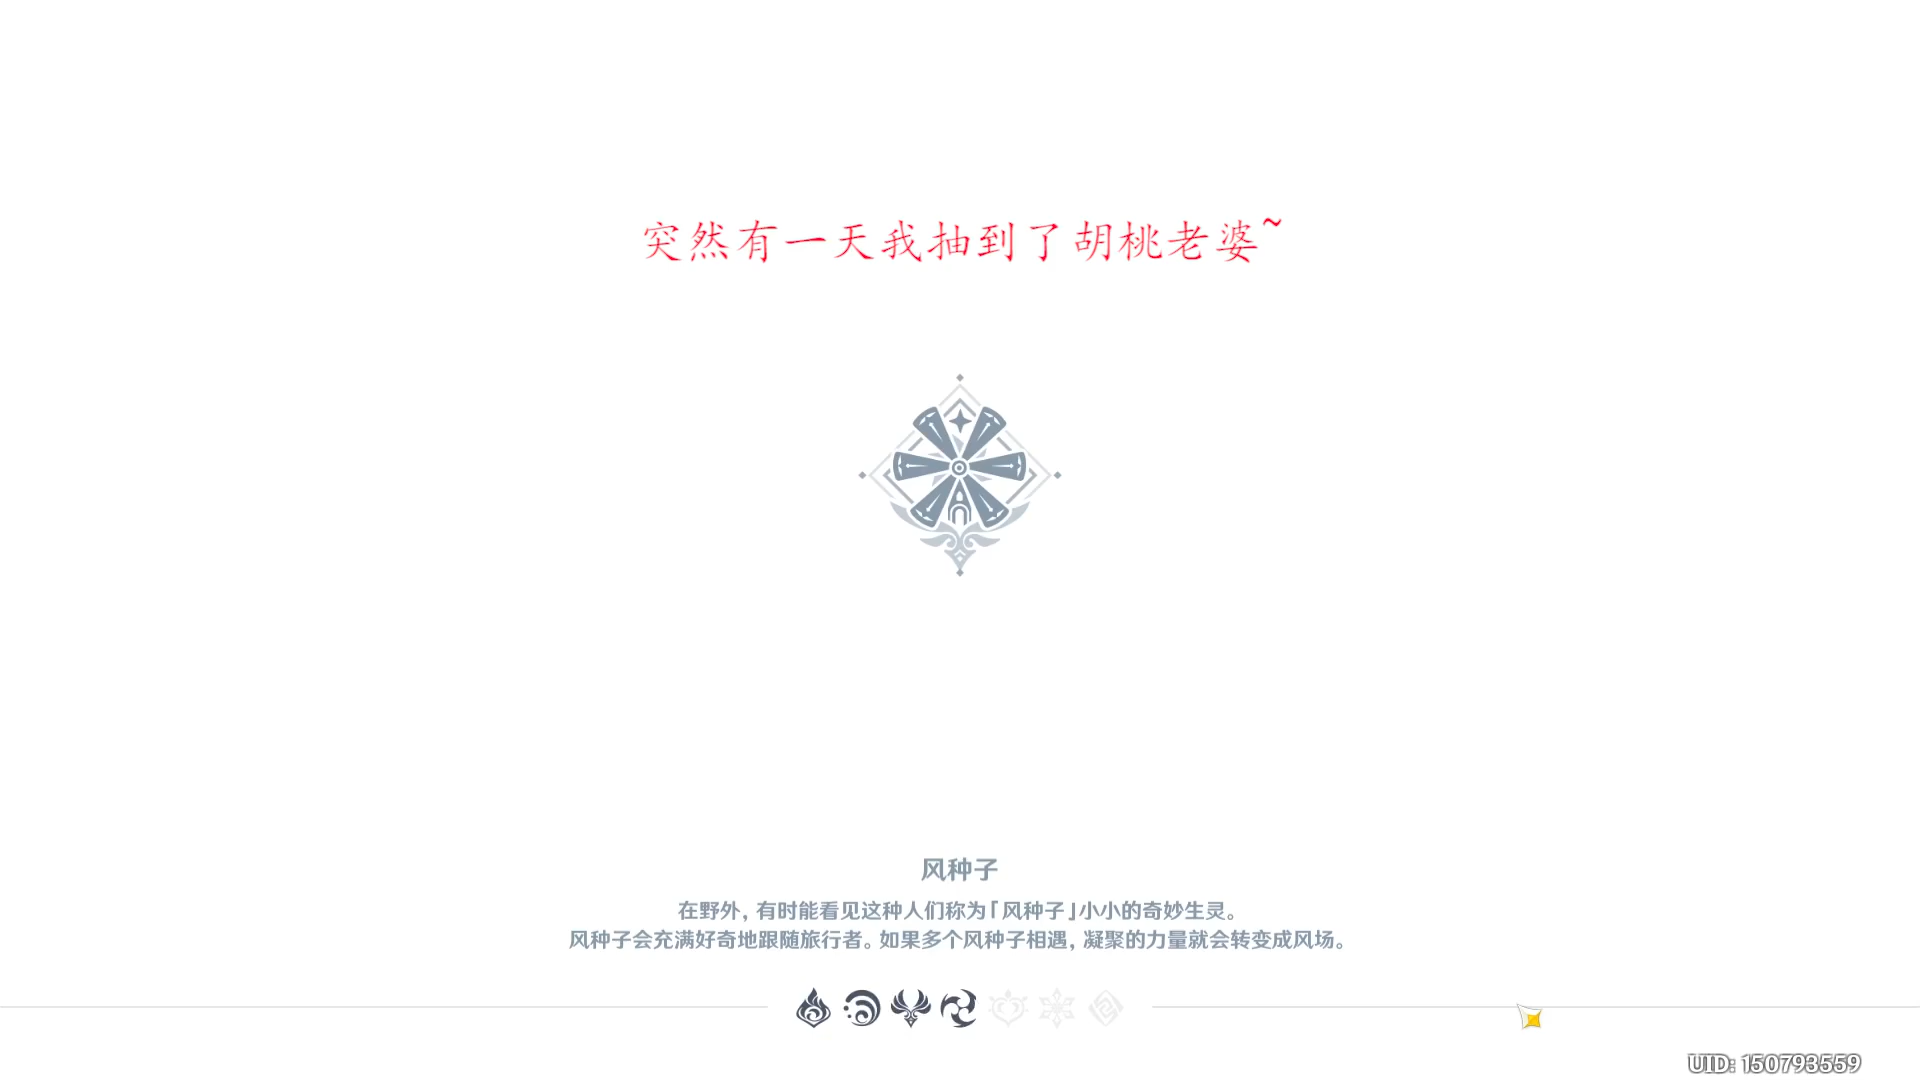 突然有一天我抽到了胡桃老婆~
风种子
在野外，有时能看见这种人们称为「风种子」小小的奇妙生灵。
风种子会充满好奇地跟随旅行者。如果多个风种子相遇，凝聚的力量就会转变成风场。
UID: 150793559